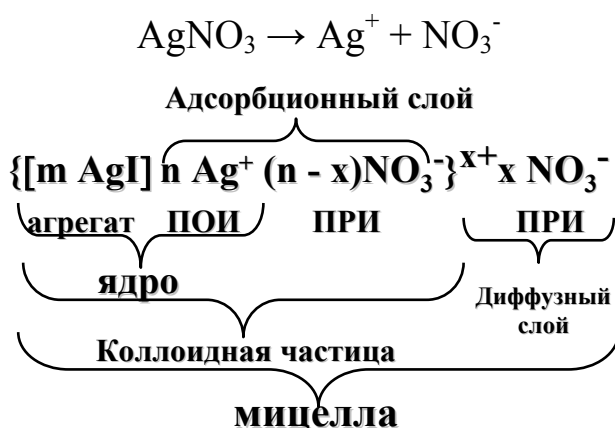 AgNO₃ → Ag⁺ + NO₃⁻
Адсорбционный слой
{[m AgI] n Ag⁺ (n - x)NO₃⁻}ˣ⁺ x NO₃⁻
агрегат ПОИ ПРИ ПРИ
ядро
Диффузный
слой
Коллоидная частица
мицелла